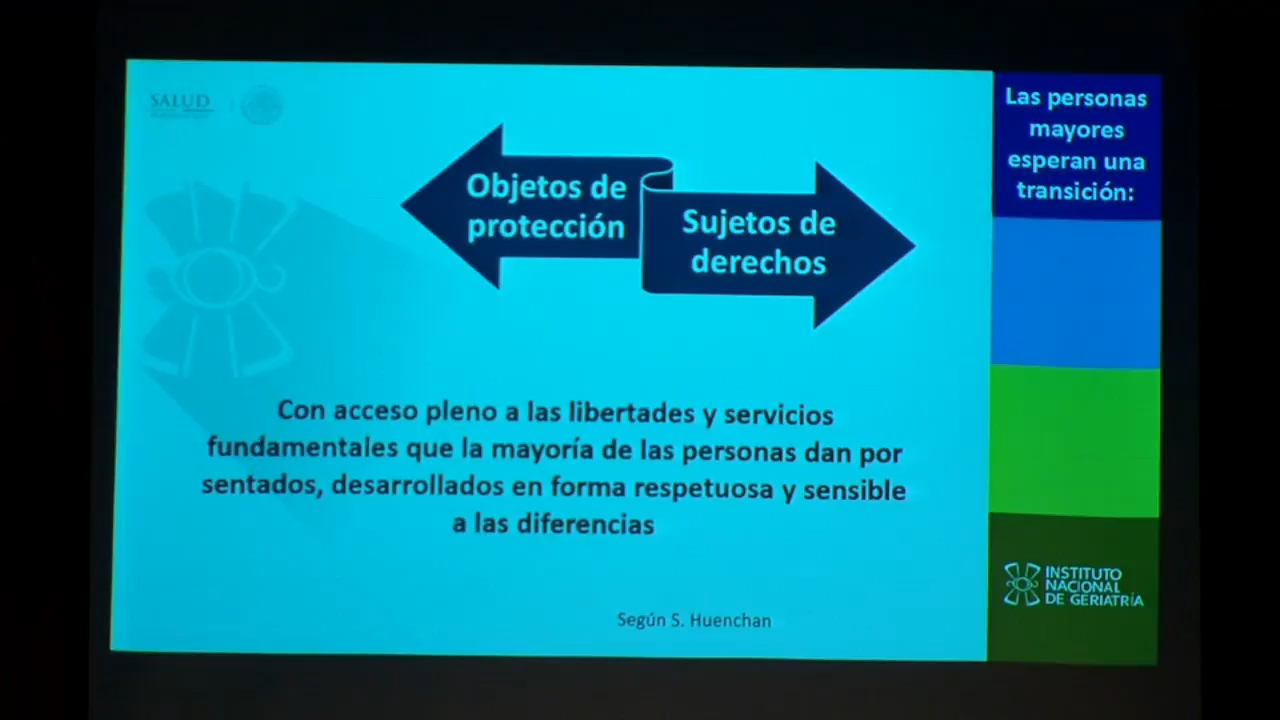 SALUD
Las personas
mayores
esperan una
transición:
Objetos de
protección
Sujetos de
derechos
Con acceso pleno a las libertades y servicios
fundamentales que la mayoría de las personas dan por
sentados, desarrollados en forma respetuosa y sensible
a las diferencias
Según S. Huenchan
INSTITUTO
NACIONAL
DE GERIATRÍA